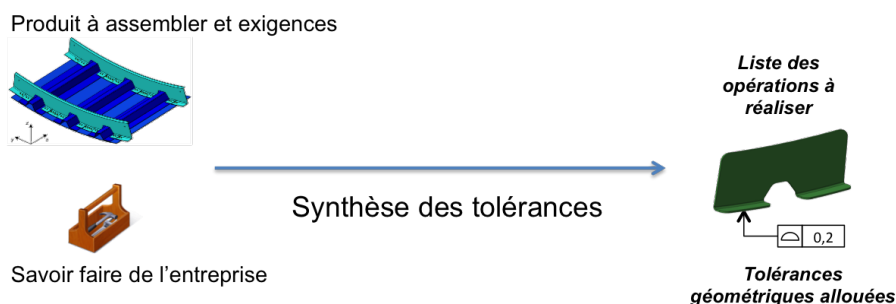 Produit à assembler et exigences
Liste des
opérations à
réaliser
Synthèse des tolérances
0,2
Savoir faire de l'entreprise
Tolérances
géométriques allouées